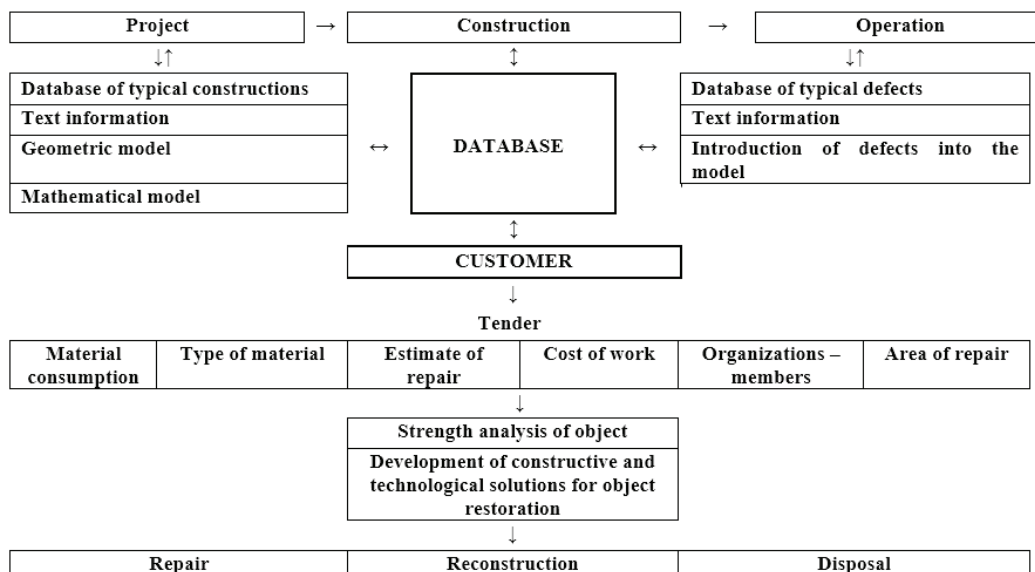 Project → Construction → Operation
↓↑ ↕ ↓↑
Database of typical constructions
Text information
Geometric model
Mathematical model
↔
DATABASE
↔
Database of typical defects
Text information
Introduction of defects into the
model
↕
CUSTOMER
↓
Tender
Material
consumption
Type of material
Estimate of
repair
Cost of work
Organizations –
members
Area of repair
↓
Strength analysis of object
Development of constructive and
technological solutions for object
restoration
↓
Repair
Reconstruction
Disposal